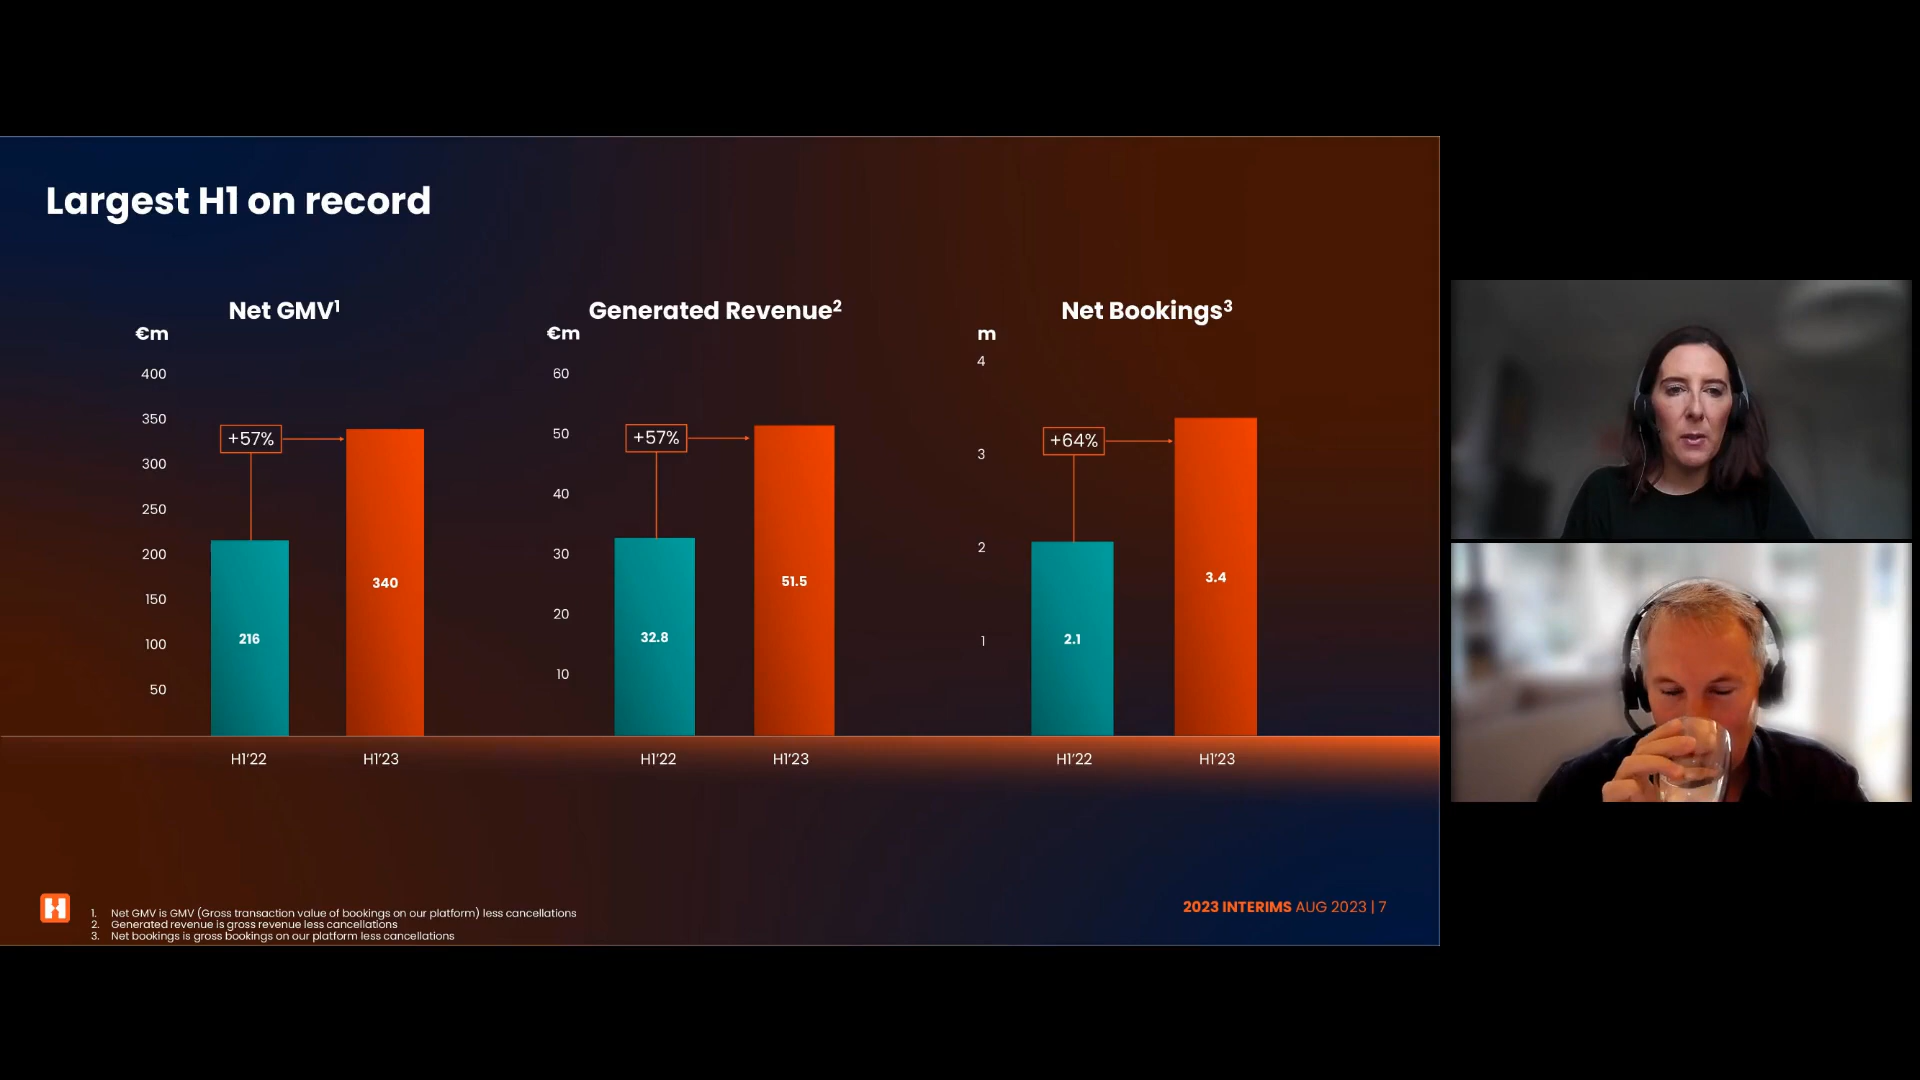 Largest H1 on record
Net GMV¹
€m
400
350
300
250
200
150
100
50
+57%
216
340
H1'22
H1'23
Generated Revenue²
€m
60
50
40
30
20
10
+57%
32.8
51.5
H1'22
H1'23
Net Bookings³
m
4
3
2
1
+64%
2.1
3.4
H1'22
H1'23
H
1. Net GMV is GMV (Gross transaction value of bookings on our platform) less cancellations
2. Generated revenue is gross revenue less cancellations
3. Net bookings is gross bookings on our platform less cancellations
2023 INTERIMS AUG 2023 | 7